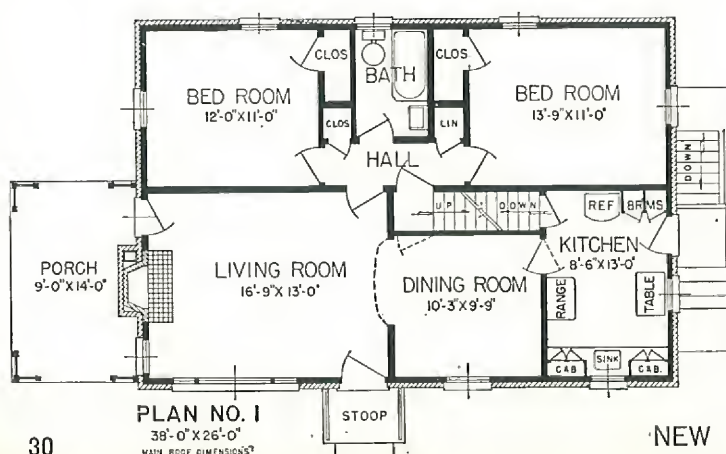 CLOS
BATH
CLOS
BED ROOM
12'-0"X11'-0"
BED ROOM
13'-9"X11'-0"
CLOS
LIN
HALL
DOWN
UP
DOWN
REF
BRMS
PORCH
9'-0"X14'-0"
LIVING ROOM
16'-9"X13'-0"
DINING ROOM
10'-3"X9'-9"
KITCHEN
8'-6"X13'-0"
RANGE
TABLE
CAB.
SINK
CAB.
PLAN NO. 1
38'-0"X26'-0"
MAIN DIMENSIONS
STOOP
30
NEW